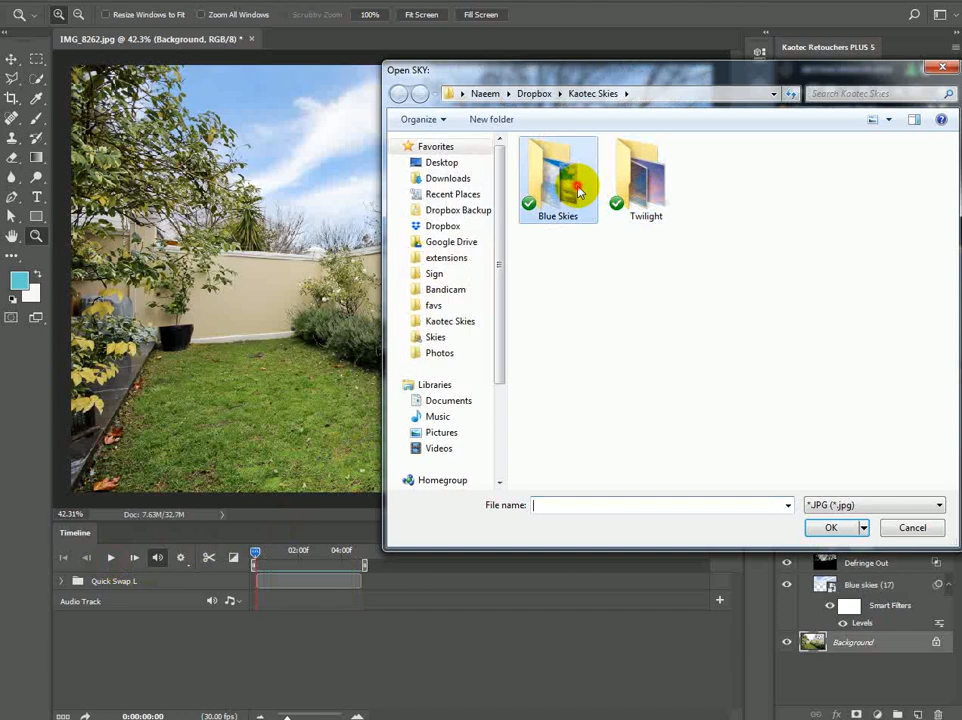 Resize Windows to Fit
Zoom All Windows
Scrubby Zoom
100%
Fit Screen
Fill Screen
IMG_8262.jpg @ 42.3% (Background, RGB/8) *
Kaotec Retouchers PLUS 5
Open SKY:
Naeem
Dropbox
Kaotec Skies
Search Kaotec Skies
Organize
New folder
Favorites
Desktop
Downloads
Recent Places
Dropbox Backup
Dropbox
Google Drive
extensions
Sign
Bandicam
favs
Kaotec Skies
Skies
Photos
Libraries
Documents
Music
Pictures
Videos
Homegroup
Blue Skies
Twilight
File name:
*.JPG (*.jpg)
OK
Cancel
42.31%
Doc: 7.63M/32.7M
Timeline
02:00f
04:00f
Quick Swap L
Audio Track
0:00:00:00
(30.00 fps)
Defringe Out
Blue skies (17)
Smart Filters
Levels
Background
fx